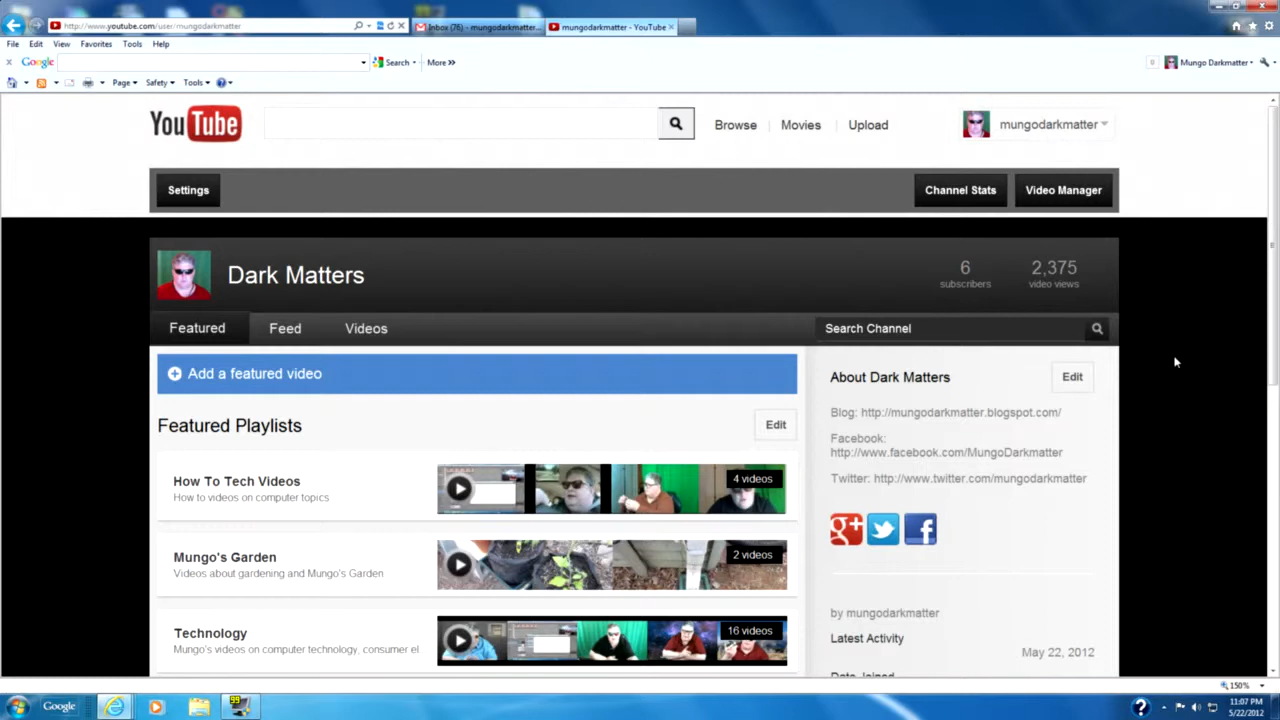 http://www.youtube.com/user/mungodarkmatter
Inbox (76) - mungodarkmatter...
mungodarkmatter - YouTube
File Edit View Favorites Tools Help
Google Search More »
0 Mungo Darkmatter
Page Safety Tools
YouTube
Browse Movies Upload mungodarkmatter
Settings Channel Stats Video Manager
Dark Matters
6 2,375
subscribers video views
Featured Feed Videos Search Channel
Add a featured video
Featured Playlists Edit
How To Tech Videos
How to videos on computer topics
4 videos
Mungo's Garden
Videos about gardening and Mungo's Garden
2 videos
Technology
Mungo's videos on computer technology, consumer el
16 videos
About Dark Matters Edit
Blog: http://mungodarkmatter.blogspot.com/
Facebook:
http://www.facebook.com/MungoDarkmatter
Twitter: http://www.twitter.com/mungodarkmatter
g+ f
by mungodarkmatter
Latest Activity
May 22, 2012
Date Joined
150%
Google 99
11:07 PM
5/22/2012